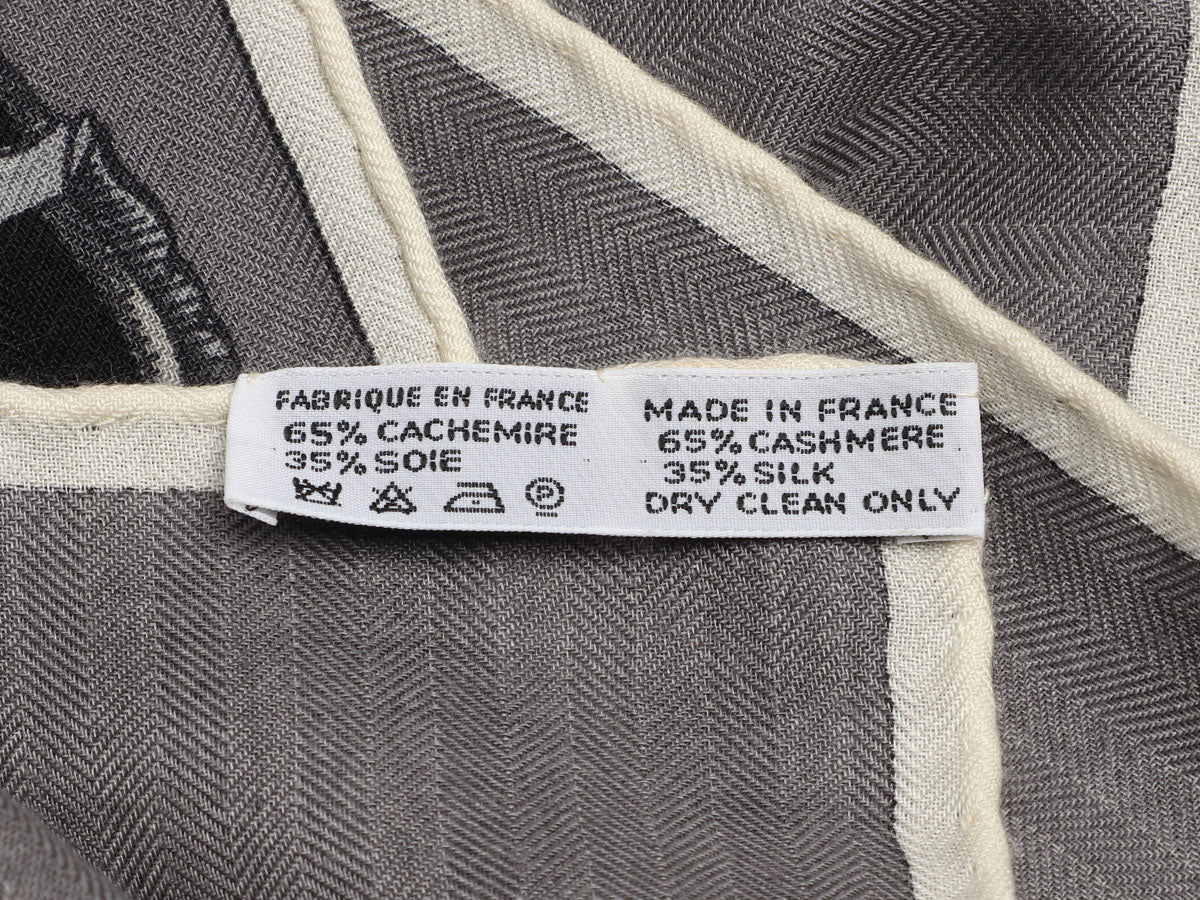 FABRIQUE EN FRANCE
65% CACHEMIRE
35% SOIE
P
MADE IN FRANCE
65% CASHMERE
35% SILK
DRY CLEAN ONLY